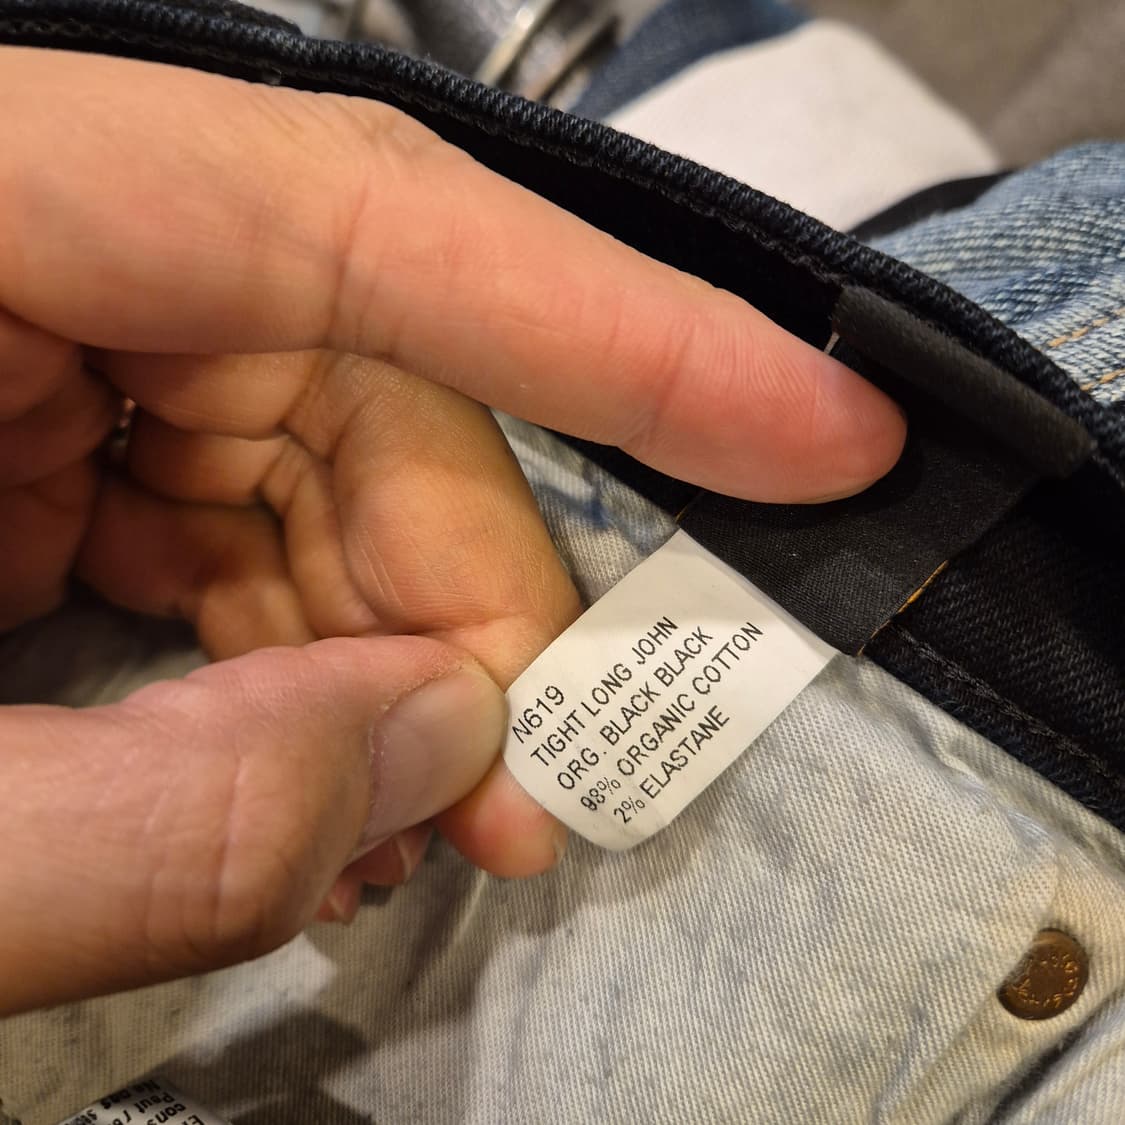 N619
TIGHT LONG JOHN
ORG. BLACK BLACK
98% ORGANIC COTTON
2% ELASTANE